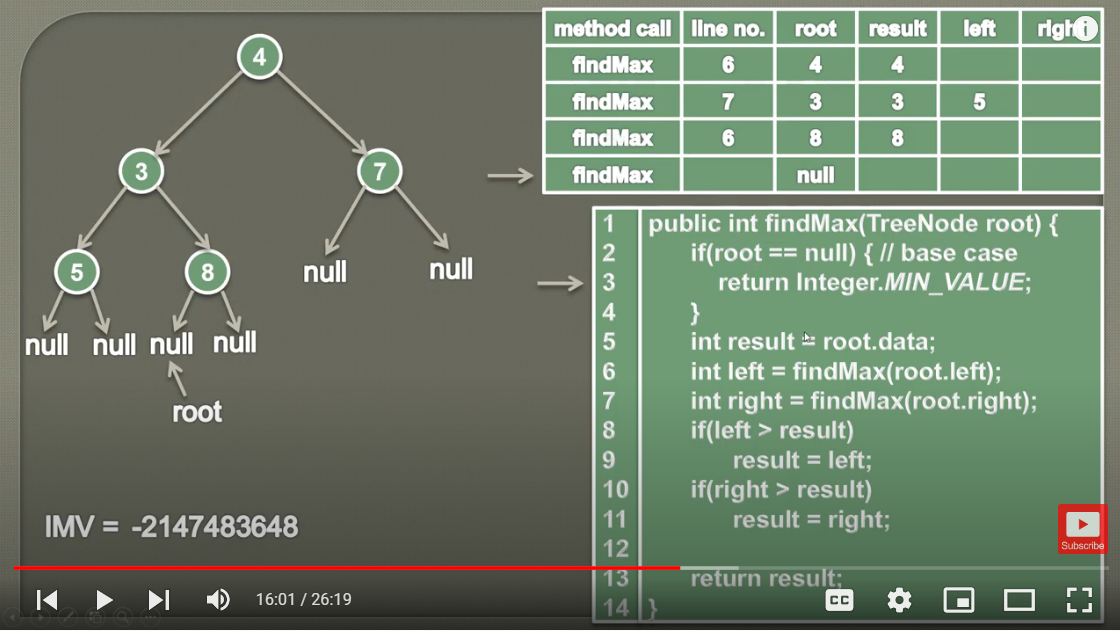 4
3
7
5
8
null
null
null
null
null
null
root
IMV = -2147483648
method call line no. root result left righ
findMax 6 4 4
findMax 7 3 3 5
findMax 6 8 8
findMax null
1 public int findMax(TreeNode root) {
2 if(root == null) { // base case
3 return Integer.MIN_VALUE;
4 }
5 int result = root.data;
6 int left = findMax(root.left);
7 int right = findMax(root.right);
8 if(left > result)
9 result = left;
10 if(right > result)
11 result = right;
12
13 return result;
14 }
Subscribe
16:01 / 26:19
CC